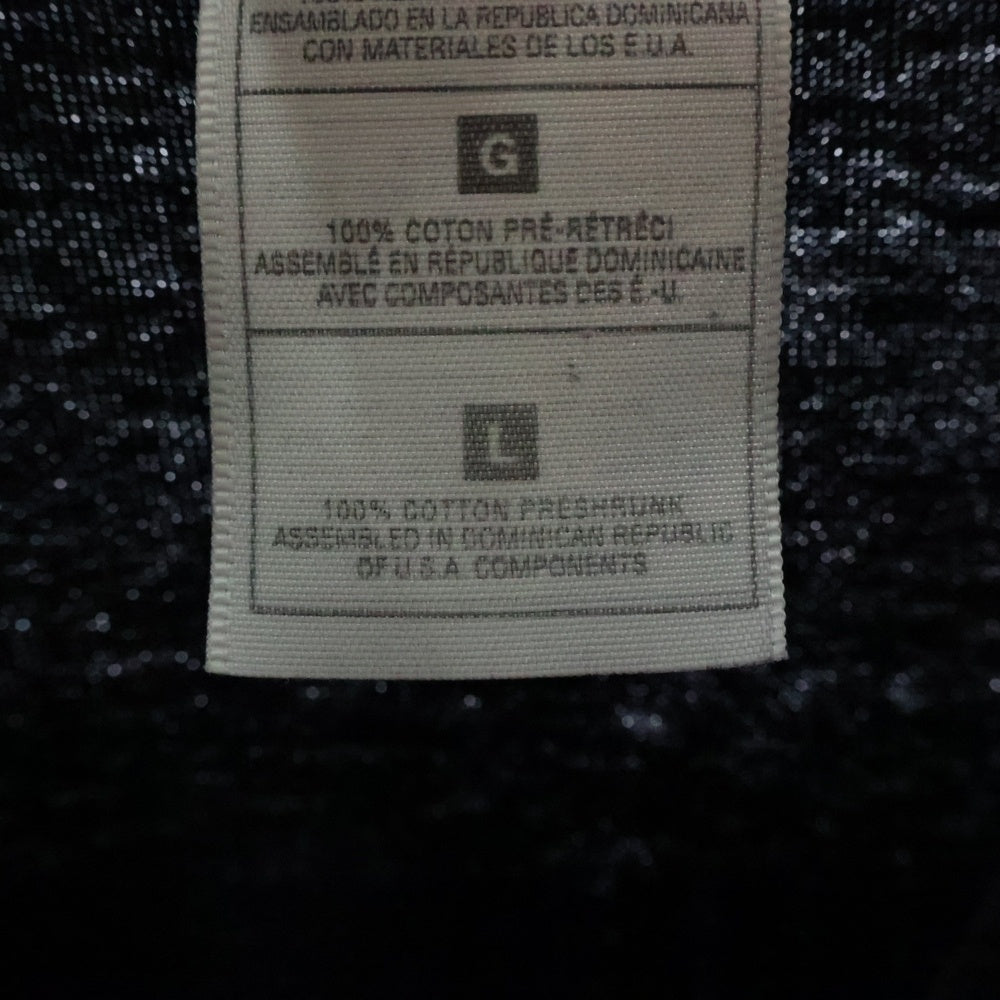 ENSAMBLADO EN LA REPUBLICA DOMINICANA
CON MATERIALES DE LOS E.U.A.
G
100% COTON PRÉ-RÉTRÉCI
ASSEMBLÉ EN RÉPUBLIQUE DOMINICAINE
AVEC COMPOSANTES DES É.-U.
L
100% COTTON PRESHRUNK
ASSEMBLED IN DOMINICAN REPUBLIC
OF U.S.A. COMPONENTS